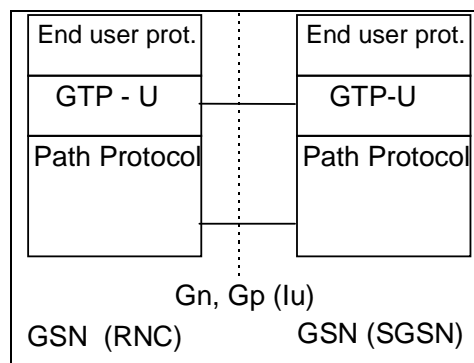 End user prot.
End user prot.
GTP - U
GTP-U
Path Protocol
Path Protocol
Gn, Gp (Iu)
GSN (RNC)
GSN (SGSN)